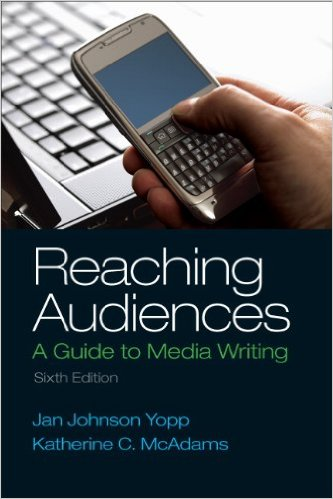 Reaching
Audiences
A Guide to Media Writing
Sixth Edition
Jan Johnson Yopp
Katherine C. McAdams